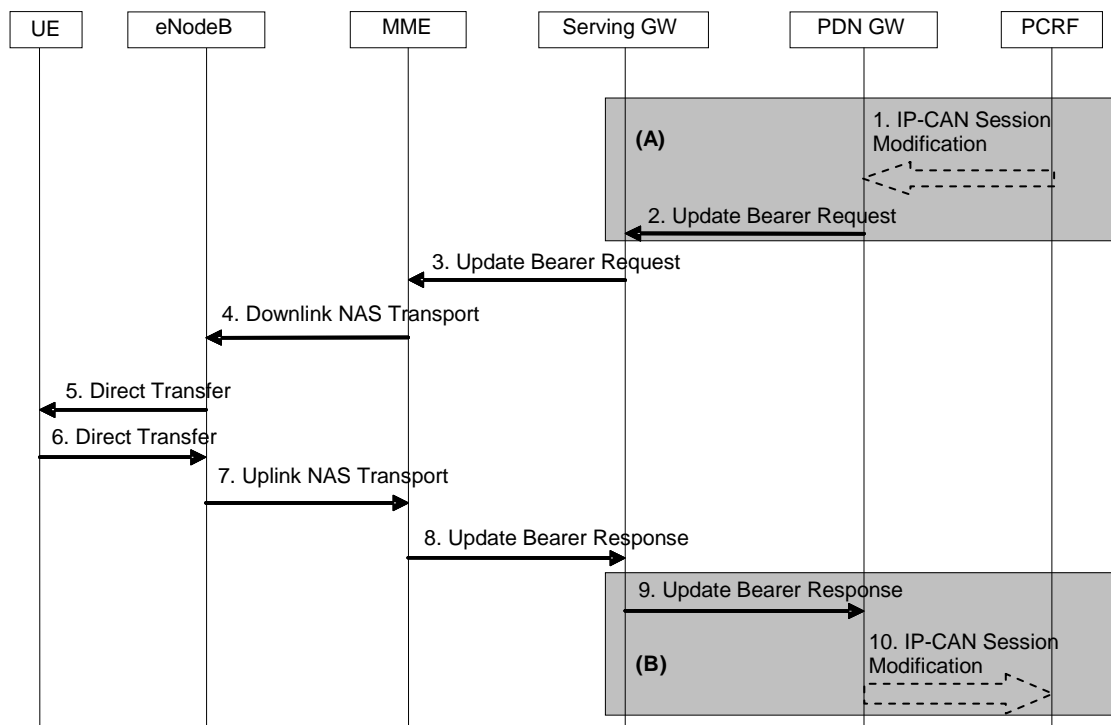 UE
eNodeB
MME
Serving GW
PDN GW
PCRF
(A)
1. IP-CAN Session
Modification
2. Update Bearer Request
3. Update Bearer Request
4. Downlink NAS Transport
5. Direct Transfer
6. Direct Transfer
7. Uplink NAS Transport
8. Update Bearer Response
9. Update Bearer Response
(B)
10. IP-CAN Session
Modification